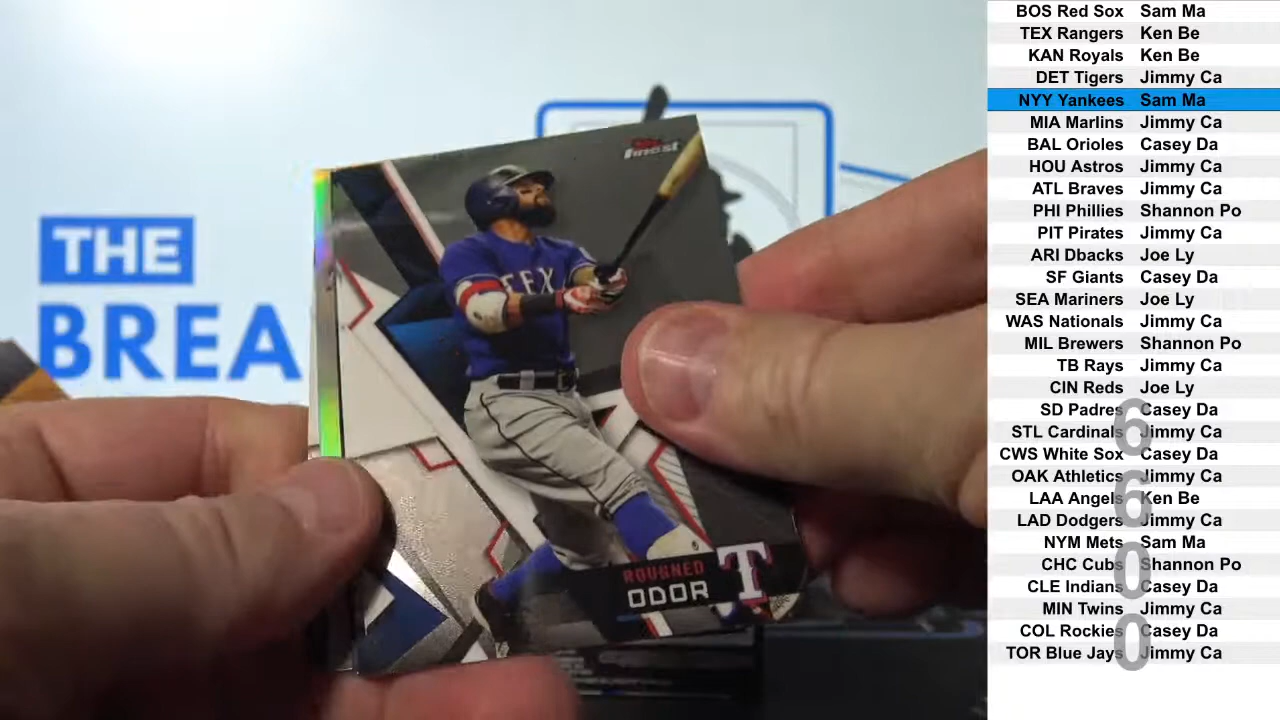 THE
BREA
finest
TEX
ROUGNED
ODOR
T
BOS Red Sox Sam Ma
TEX Rangers Ken Be
KAN Royals Ken Be
DET Tigers Jimmy Ca
NYY Yankees Sam Ma
MIA Marlins Jimmy Ca
BAL Orioles Casey Da
HOU Astros Jimmy Ca
ATL Braves Jimmy Ca
PHI Phillies Shannon Po
PIT Pirates Jimmy Ca
ARI Dbacks Joe Ly
SF Giants Casey Da
SEA Mariners Joe Ly
WAS Nationals Jimmy Ca
MIL Brewers Shannon Po
TB Rays Jimmy Ca
CIN Reds Joe Ly
SD Padres Casey Da
STL Cardinals Jimmy Ca
CWS White Sox Casey Da
OAK Athletics Jimmy Ca
LAA Angels Ken Be
LAD Dodgers Jimmy Ca
NYM Mets Sam Ma
CHC Cubs Shannon Po
CLE Indians Casey Da
MIN Twins Jimmy Ca
COL Rockies Casey Da
TOR Blue Jays Jimmy Ca
6
6
0
0